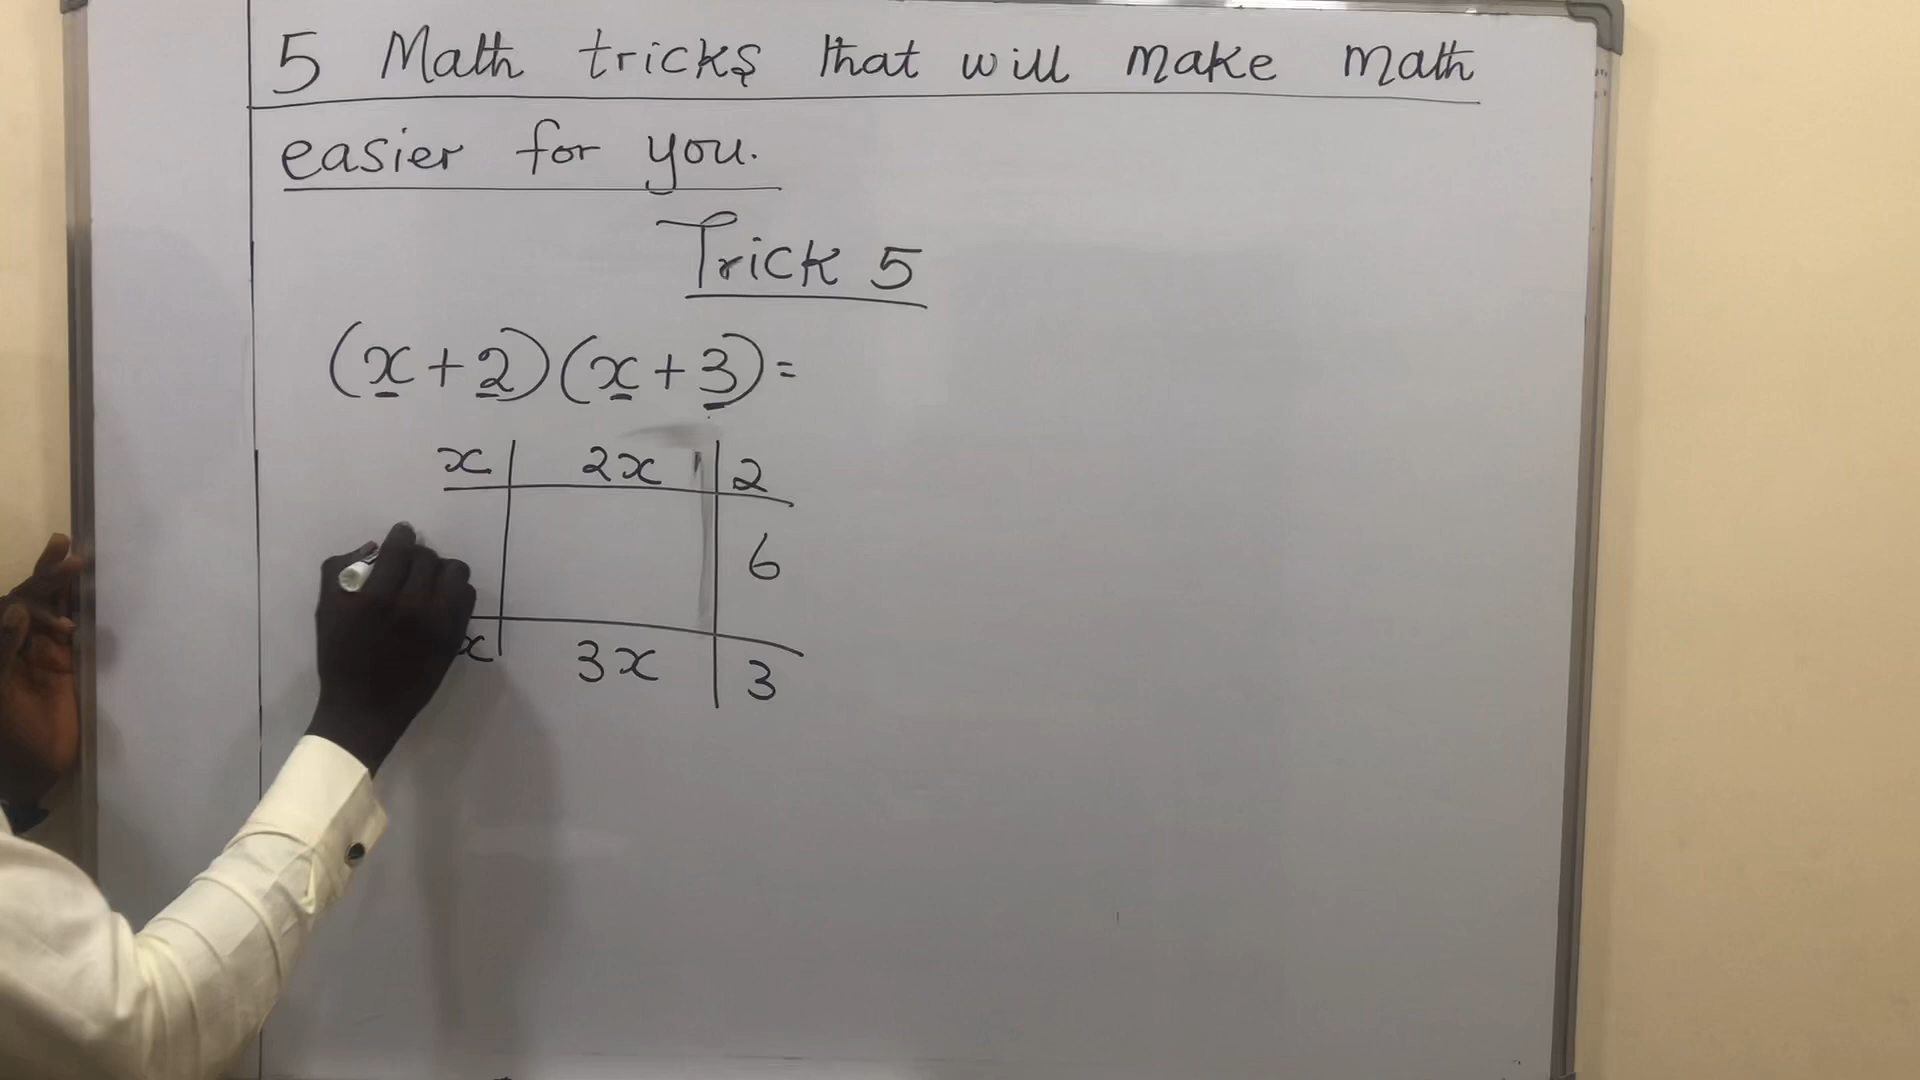 5 Math tricks that will make math
easier for you.
Trick 5
(x+2)(x+3)=
x 2x 2
6
x 3x 3